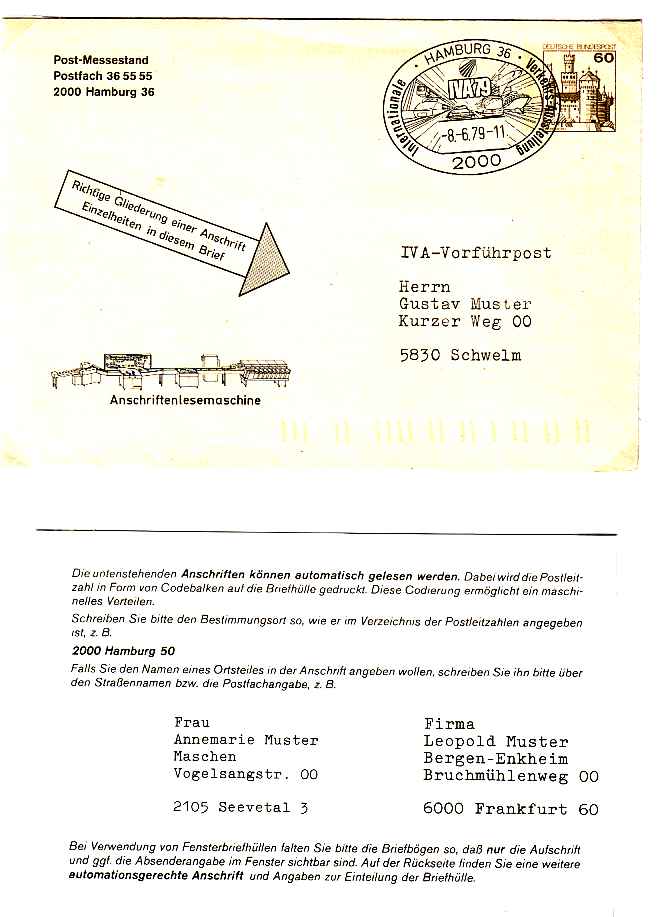 Post-Messestand
Postfach 36 55 55
2000 Hamburg 36
HAMBURG 36
Internationale Verkehrs-Ausstellung
IVA'79
-8.-6.79-11
2000
DEUTSCHE BUNDESPOST
60
Richtige Gliederung einer Anschrift
Einzelheiten in diesem Brief
IVA-Vorführpost
Herrn
Gustav Muster
Kurzer Weg 00
5830 Schwelm
Anschriftenlesemaschine
Die untenstehenden Anschriften können automatisch gelesen werden. Dabei wird die Postleit-
zahl in Form von Codebalken auf die Briefhülle gedruckt. Diese Codierung ermöglicht ein maschi-
nelles Verteilen.
Schreiben Sie bitte den Bestimmungsort so, wie er im Verzeichnis der Postleitzahlen angegeben
ist, z. B.
2000 Hamburg 50
Falls Sie den Namen eines Ortsteiles in der Anschrift angeben wollen, schreiben Sie ihn bitte über
den Straßennamen bzw. die Postfachangabe, z. B.
Frau
Annemarie Muster
Maschen
Vogelsangstr. 00
2105 Seevetal 3
Firma
Leopold Muster
Bergen-Enkheim
Bruchmühlenweg 00
6000 Frankfurt 60
Bei Verwendung von Fensterbriefhüllen falten Sie bitte die Briefbögen so, daß nur die Aufschrift
und ggf. die Absenderangabe im Fenster sichtbar sind. Auf der Rückseite finden Sie eine weitere
automationsgerechte Anschrift und Angaben zur Einteilung der Briefhülle.